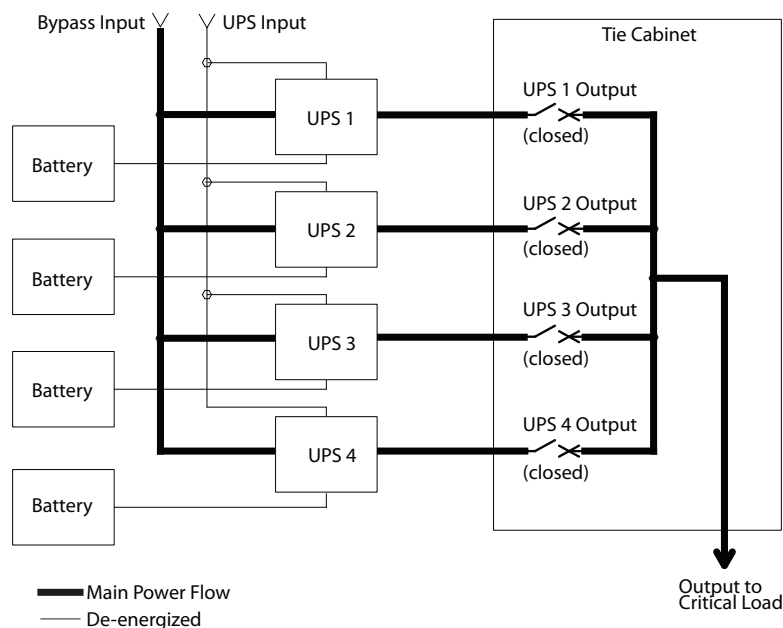 Bypass Input
UPS Input
Tie Cabinet
UPS 1
UPS 1 Output
(closed)
Battery
UPS 2
UPS 2 Output
(closed)
Battery
UPS 3
UPS 3 Output
(closed)
Battery
UPS 4
UPS 4 Output
(closed)
Battery
Main Power Flow
De-energized
Output to
Critical Load